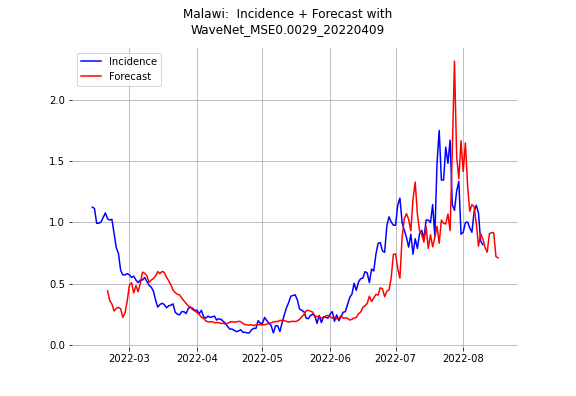 Malawi:  Incidence + Forecast with
WaveNet_MSE0.0029_20220409
Incidence
Forecast
2.0
1.5
1.0
0.5
0.0
2022-03 2022-04 2022-05 2022-06 2022-07 2022-08